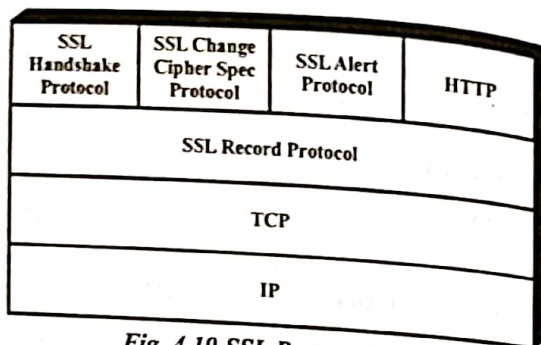 SSL
Handshake
Protocol
SSL Change
Cipher Spec
Protocol
SSL Alert
Protocol
HTTP
SSL Record Protocol
TCP
IP
Fig. 4.10 SSL